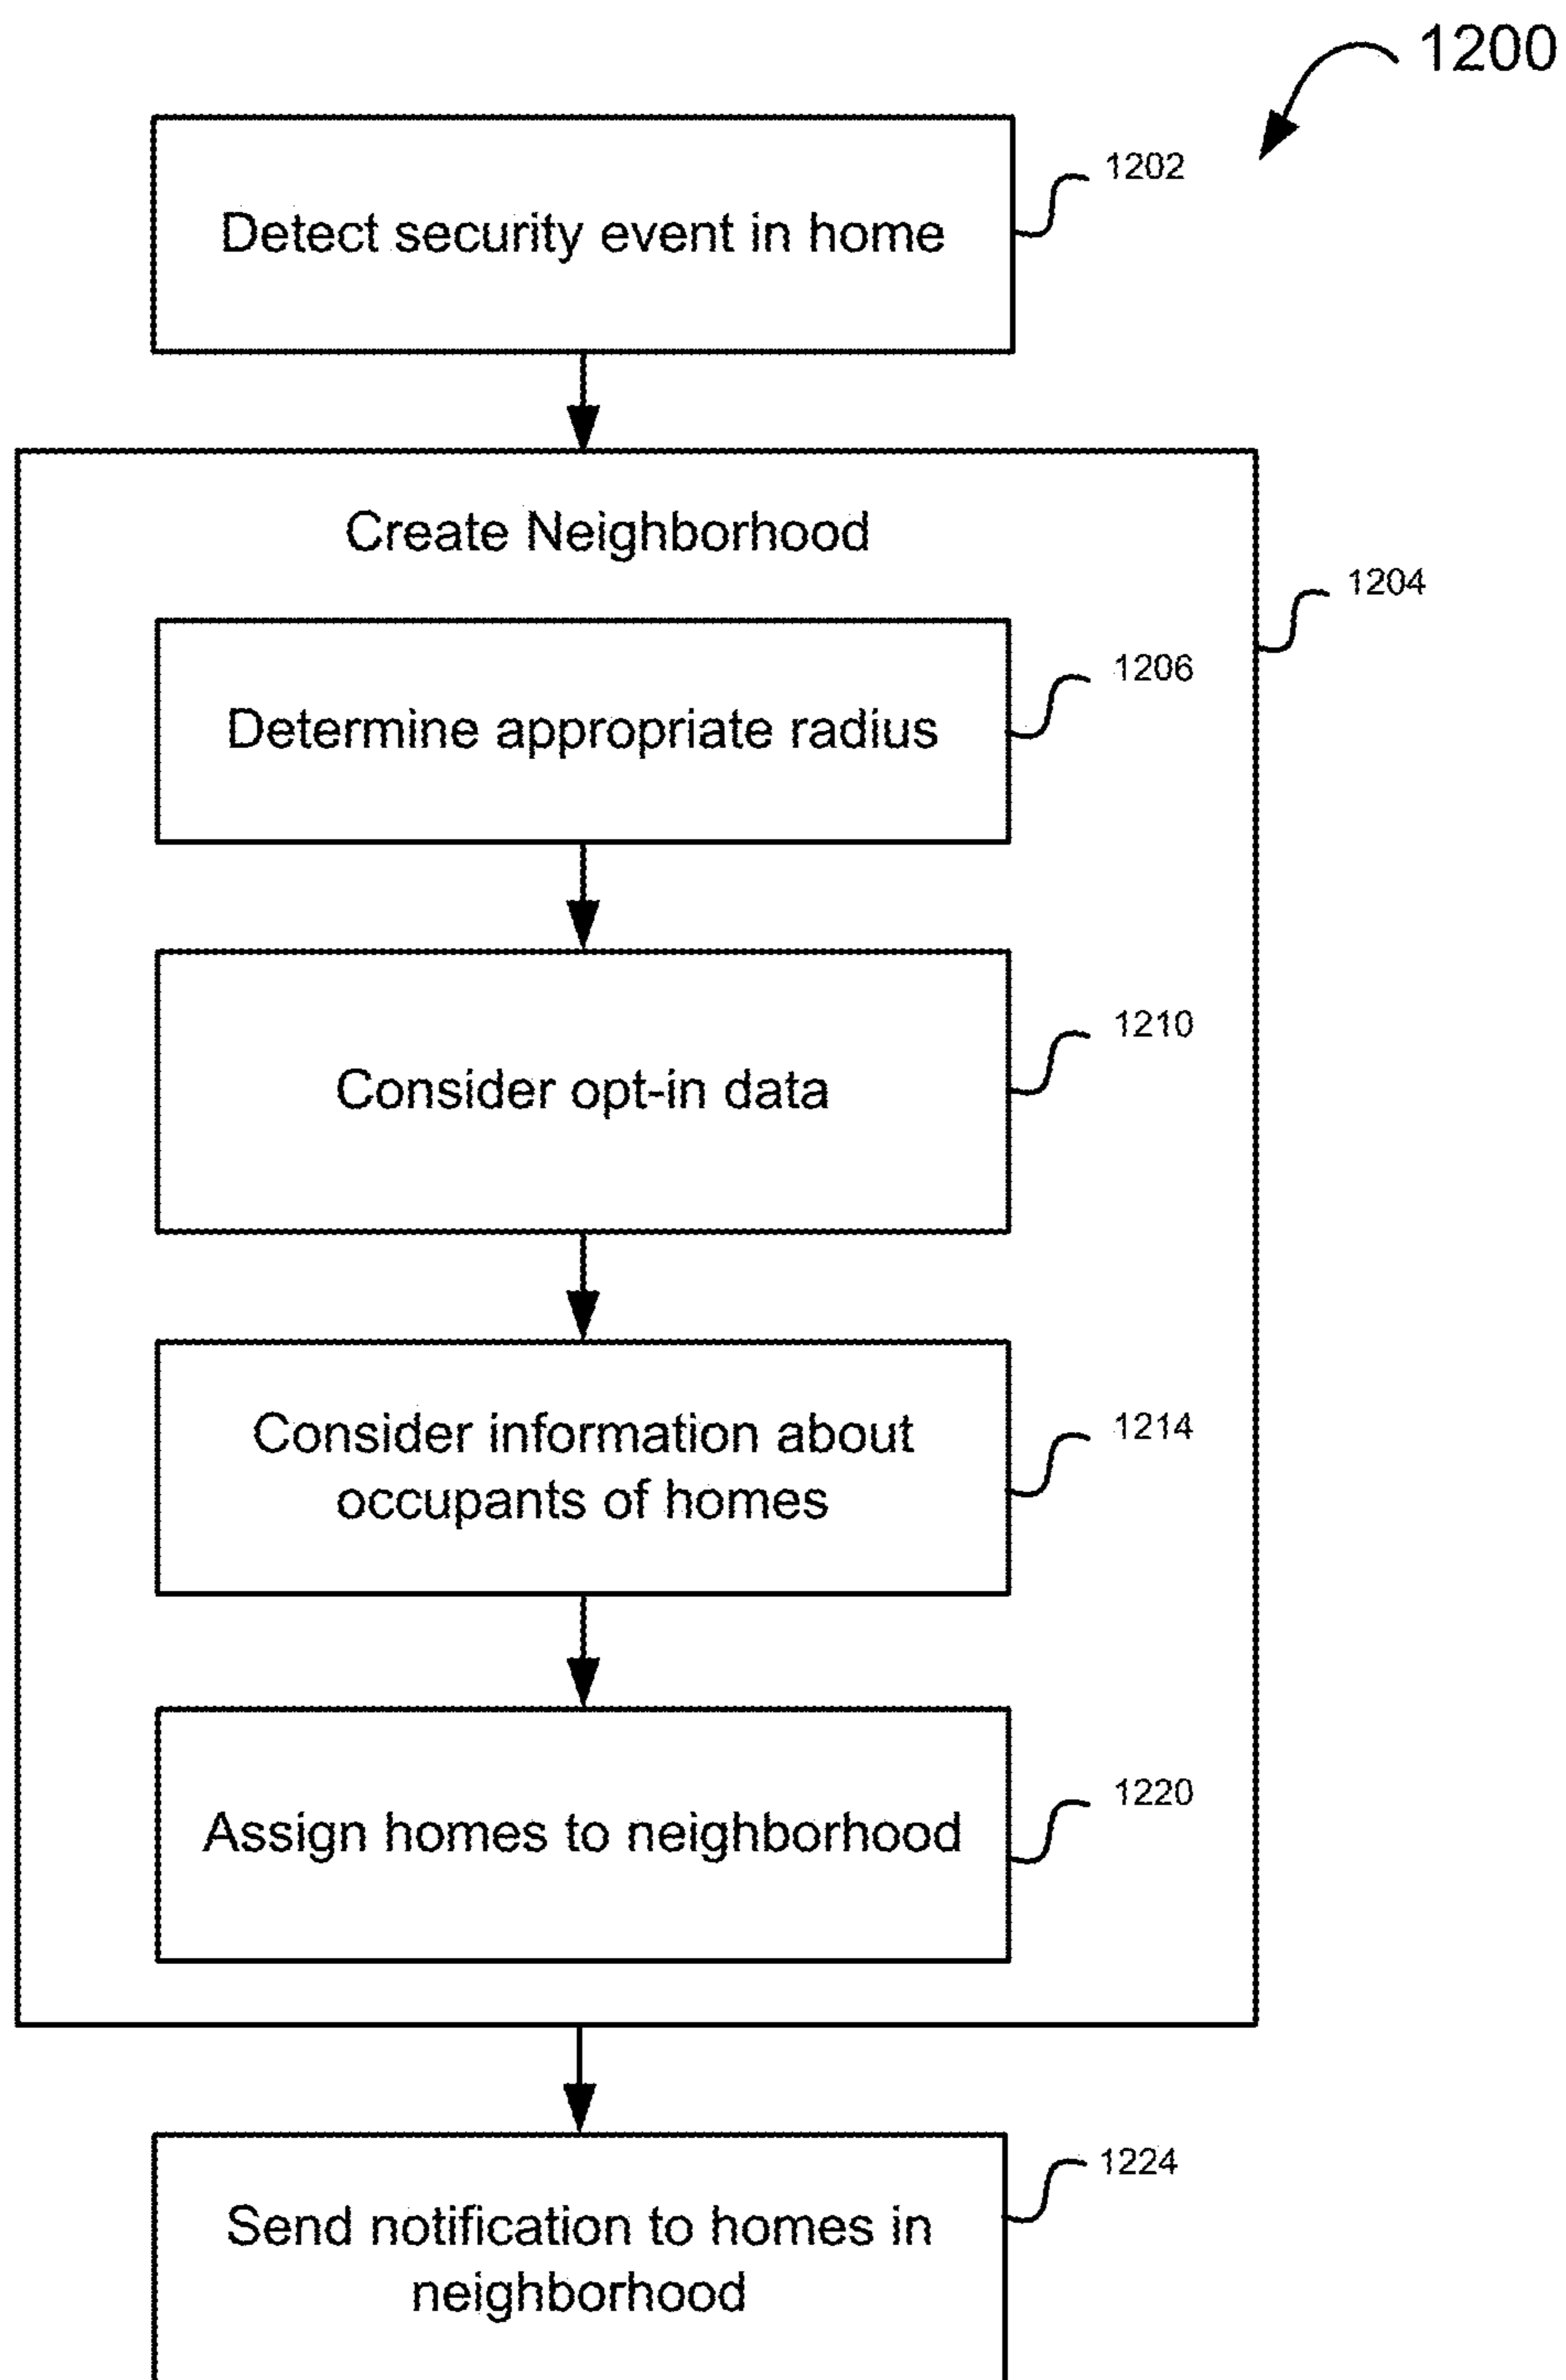 1200
Detect security event in home
1202
Create Neighborhood
1204
Determine appropriate radius
1206
Consider opt-in data
1210
Consider information about
occupants of homes
1214
Assign homes to neighborhood
1220
Send notification to homes in
neighborhood
1224